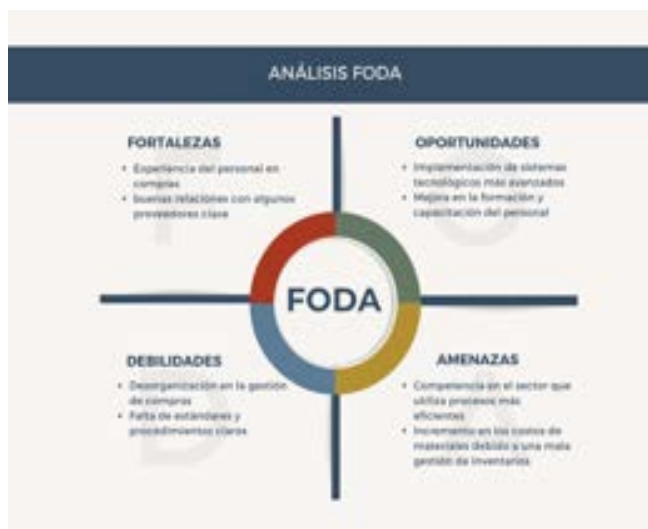 ANÁLISIS FODA
FORTALEZAS
• Experiencia del personal en
compras
• buenas relaciones con algunos
proveedores clave
OPORTUNIDADES
• Implementación de sistemas
tecnológicos más avanzados
• Mejora en la formación y
capacitación del personal
FODA
DEBILIDADES
• Desorganización en la gestión
de compras
• Falta de estándares y
procedimientos claros
AMENAZAS
• Competencia en el sector que
utiliza procesos más
eficientes
• Incremento en los costos de
materiales debido a una mala
gestión de inventarios